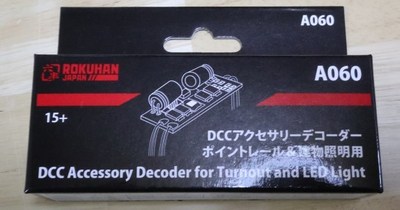 A060
ROKUHAN
JAPAN
A060
15+
DCCアクセサリーデコーダー
ポイントレール&建物照明用
DCC Accessory Decoder for Turnout and LED Light